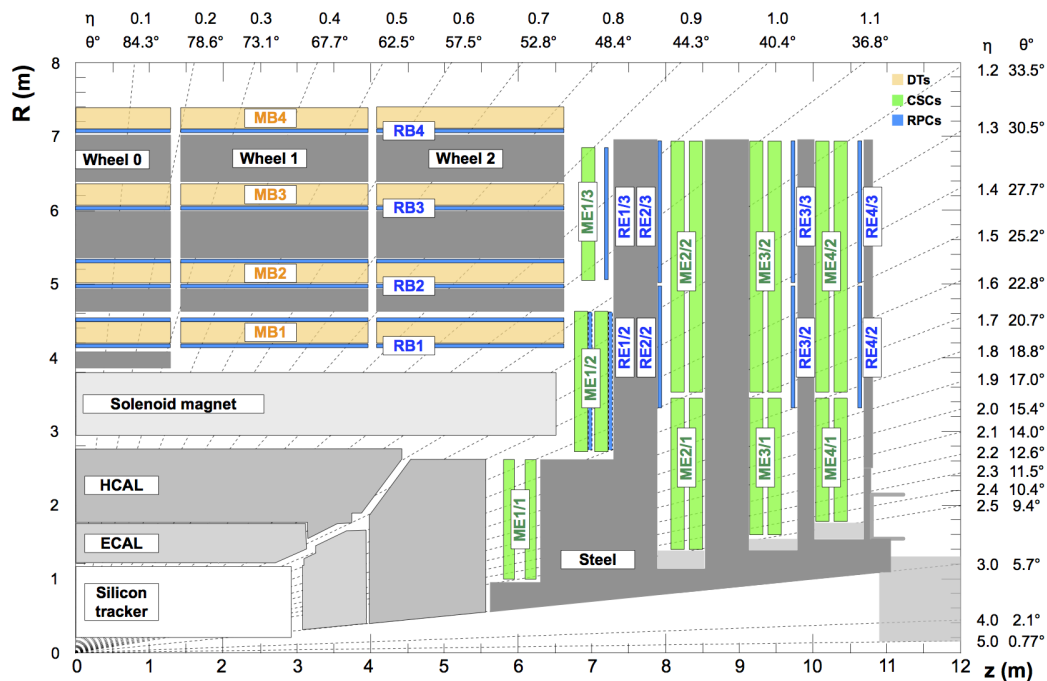 η 0.1 0.2 0.3 0.4 0.5 0.6 0.7 0.8 0.9 1.0 1.1
θ° 84.3° 78.6° 73.1° 67.7° 62.5° 57.5° 52.8° 48.4° 44.3° 40.4° 36.8° η θ°
R (m)
8
7
6
5
4
3
2
1
0
1.2 33.5°
1.3 30.5°
1.4 27.7°
1.5 25.2°
1.6 22.8°
1.7 20.7°
1.8 18.8°
1.9 17.0°
2.0 15.4°
2.1 14.0°
2.2 12.6°
2.3 11.5°
2.4 10.4°
2.5 9.4°
3.0 5.7°
4.0 2.1°
5.0 0.77°
DTs
CSCs
RPCs
MB4
RB4
Wheel 0 Wheel 1 Wheel 2
MB3
RB3
MB2
RB2
MB1
RB1
Solenoid magnet
HCAL
ECAL
Silicon
tracker
Steel
ME1/3
RE1/3
RE2/3
ME2/2
ME3/2
RE3/3
ME4/2
RE4/3
ME1/2
RE1/2
RE2/2
RE3/2
RE4/2
ME1/1
ME2/1
ME3/1
ME4/1
0 1 2 3 4 5 6 7 8 9 10 11 12
z (m)